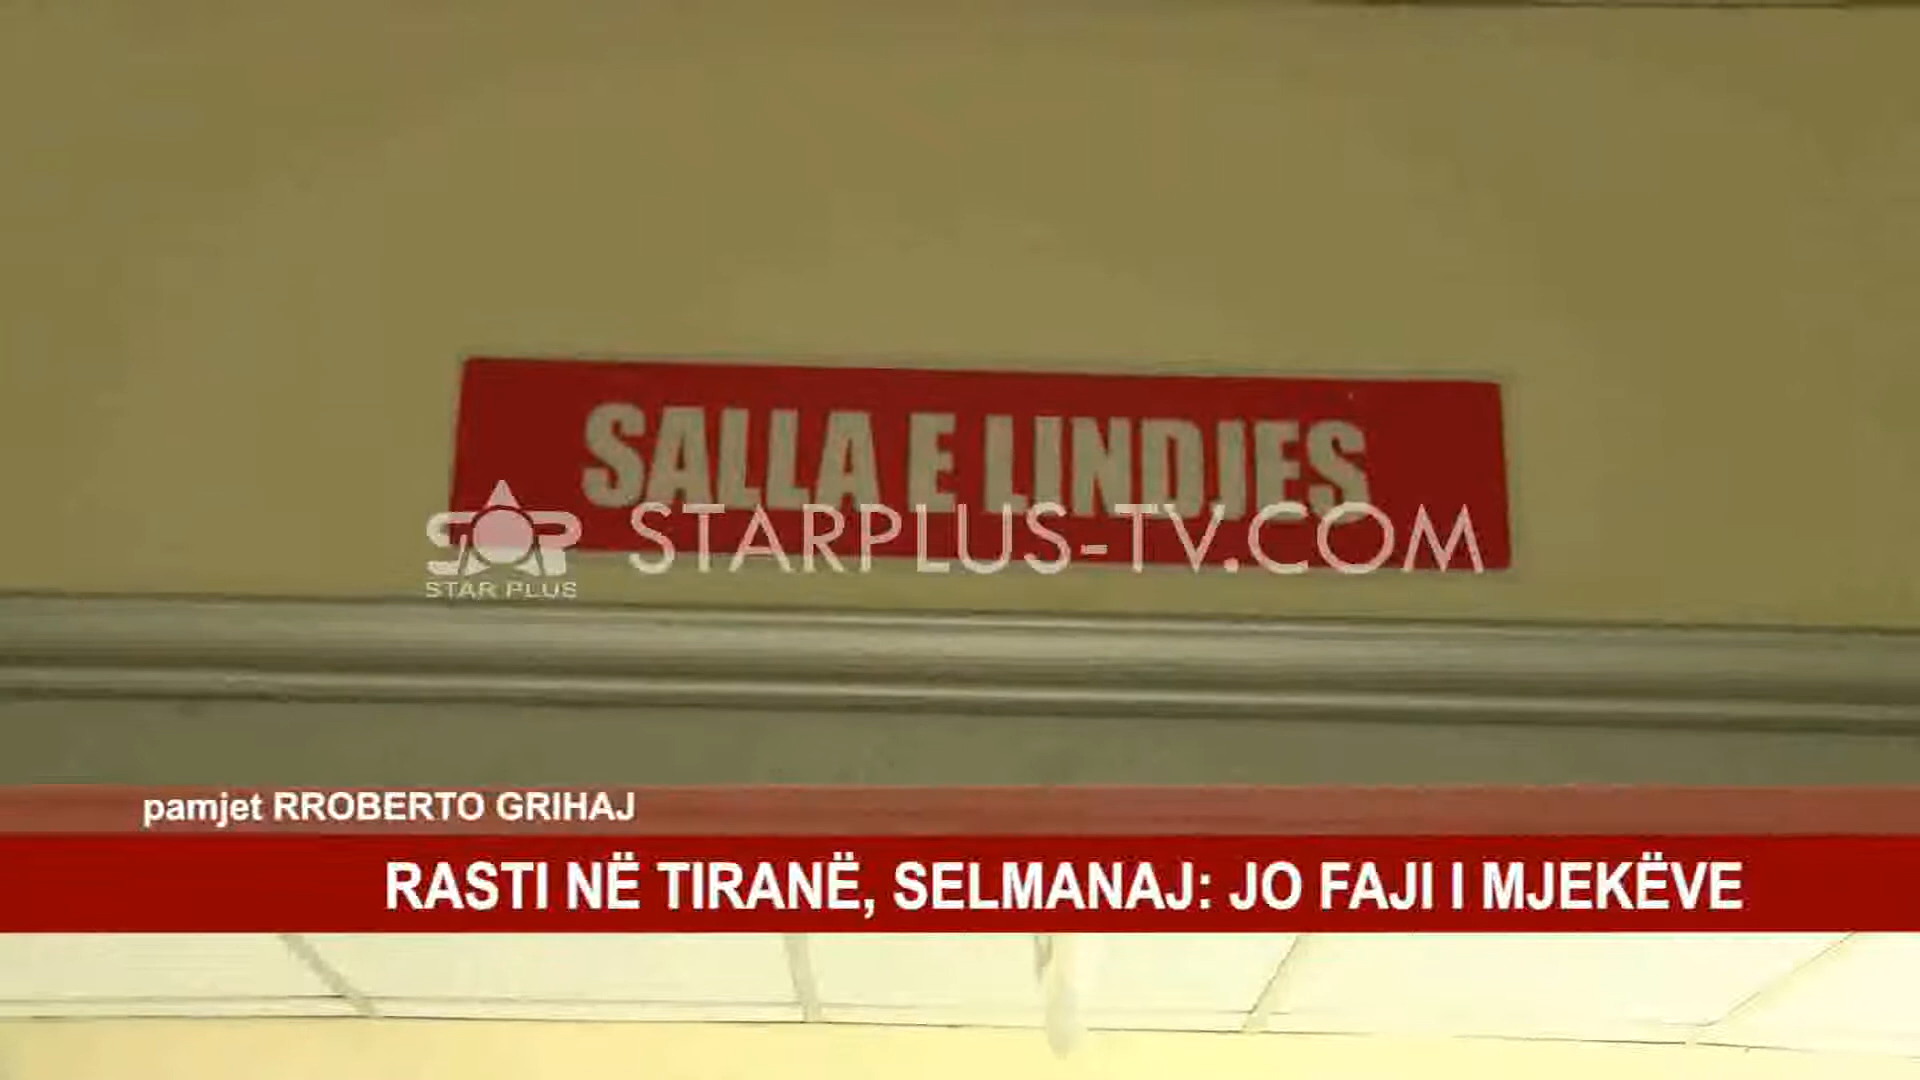 SALLA E LINDJES
STARPLUS-TV.COM
STAR PLUS
pamjet RROBERTO GRIHAJ
RASTI NË TIRANË, SELMANAJ: JO FAJI I MJEKËVE